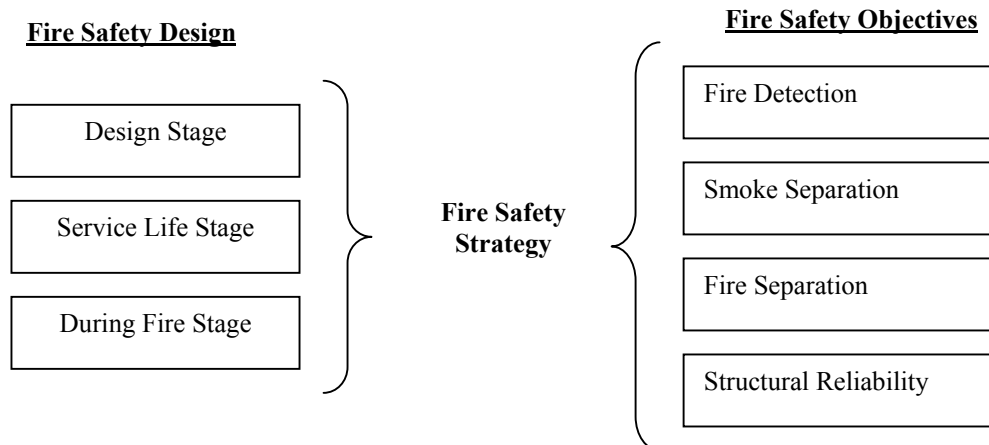 Fire Safety Design
Design Stage
Service Life Stage
During Fire Stage
Fire Safety
Strategy
Fire Safety Objectives
Fire Detection
Smoke Separation
Fire Separation
Structural Reliability